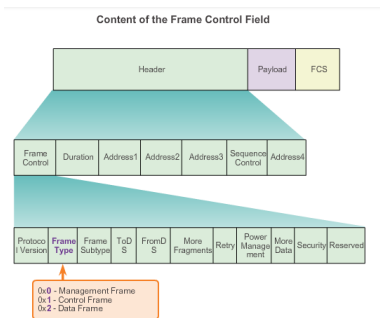 Content of the Frame Control Field
Header Payload FCS
Frame Control Duration Address1 Address2 Address3 Sequence Control Address4
Protoco l Version Frame Type Frame Subtype ToD S FromD S More Fragments Retry Power Manage ment More Data Security Reserved
0x0 - Management Frame
0x1 - Control Frame
0x2 - Data Frame